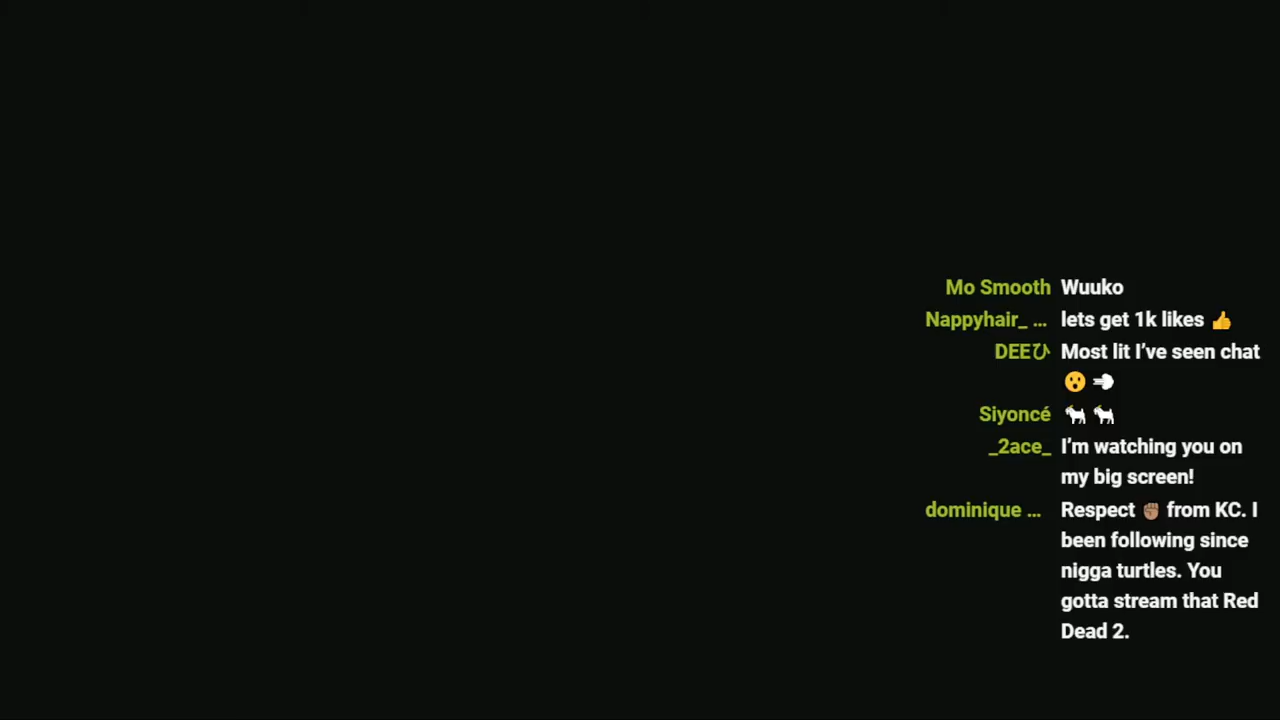 Mo Smooth Wuuko
Nappyhair_ … lets get 1k likes 👍
DEEひ Most lit I’ve seen chat
😮 💨
Siyoncé 🐐 🐐
_2ace_ I’m watching you on
my big screen!
dominique … Respect ✊🏽 from KC. I
been following since
nigga turtles. You
gotta stream that Red
Dead 2.